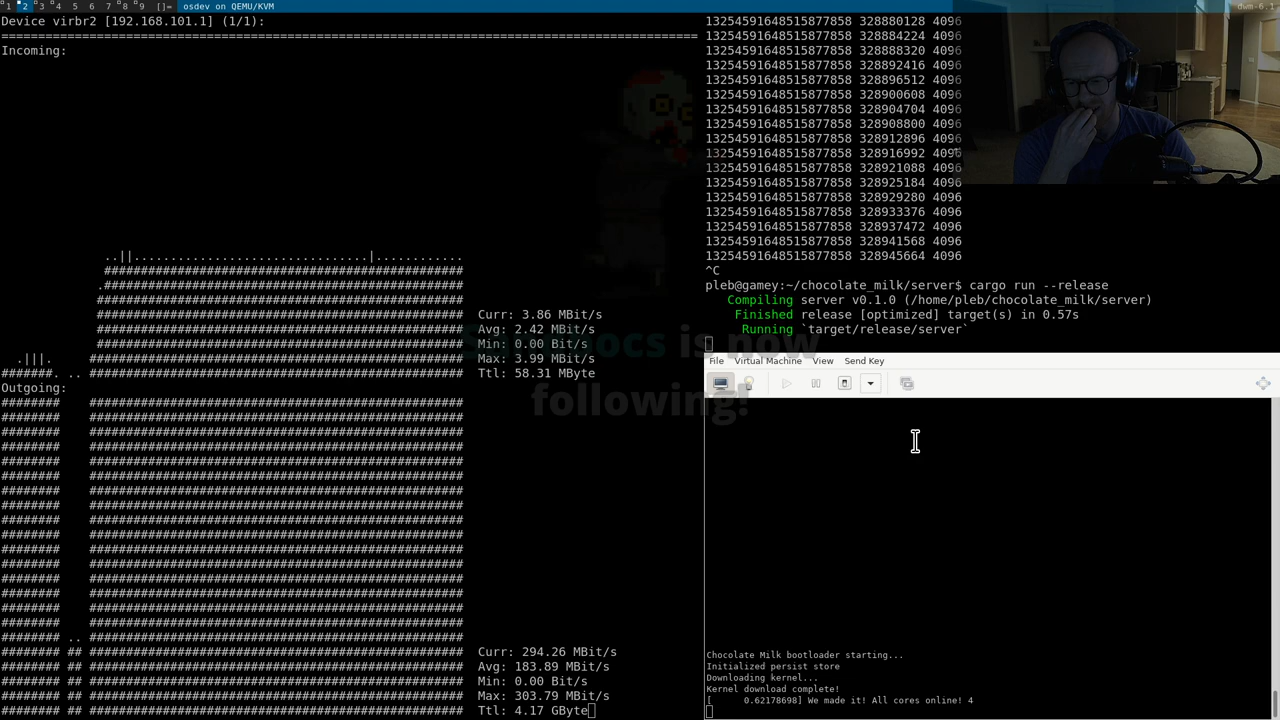 1 2 3 4 5 6 7 8 9 []= osdev on QEMU/KVM
dwm-6.1
Device virbr2 [192.168.101.1] (1/1):
Incoming:
Curr: 3.86 MBit/s
Avg: 2.42 MBit/s
Min: 0.00 Bit/s
Max: 3.99 MBit/s
Ttl: 58.31 MByte
Outgoing:
Curr: 294.26 MBit/s
Avg: 183.89 MBit/s
Min: 0.00 Bit/s
Max: 303.79 MBit/s
Ttl: 4.17 GByte
13254591648515877858 328880128 4096
13254591648515877858 328884224 4096
13254591648515877858 328888320 4096
13254591648515877858 328892416 4096
13254591648515877858 328896512 4096
13254591648515877858 328900608 4096
13254591648515877858 328904704 4096
13254591648515877858 328908800 4096
13254591648515877858 328912896 4096
13254591648515877858 328916992 4096
13254591648515877858 328921088 4096
13254591648515877858 328925184 4096
13254591648515877858 328929280 4096
13254591648515877858 328933376 4096
13254591648515877858 328937472 4096
13254591648515877858 328941568 4096
13254591648515877858 328945664 4096
^C
pleb@gamey:~/chocolate_milk/server$ cargo run --release
Compiling server v0.1.0 (/home/pleb/chocolate_milk/server)
Finished release [optimized] target(s) in 0.57s
Running `target/release/server`
is now
following!
File Virtual Machine View Send Key
Chocolate Milk bootloader starting...
Initialized persist store
Downloading kernel...
Kernel download complete!
[ 0.62178698] We made it! All cores online! 4